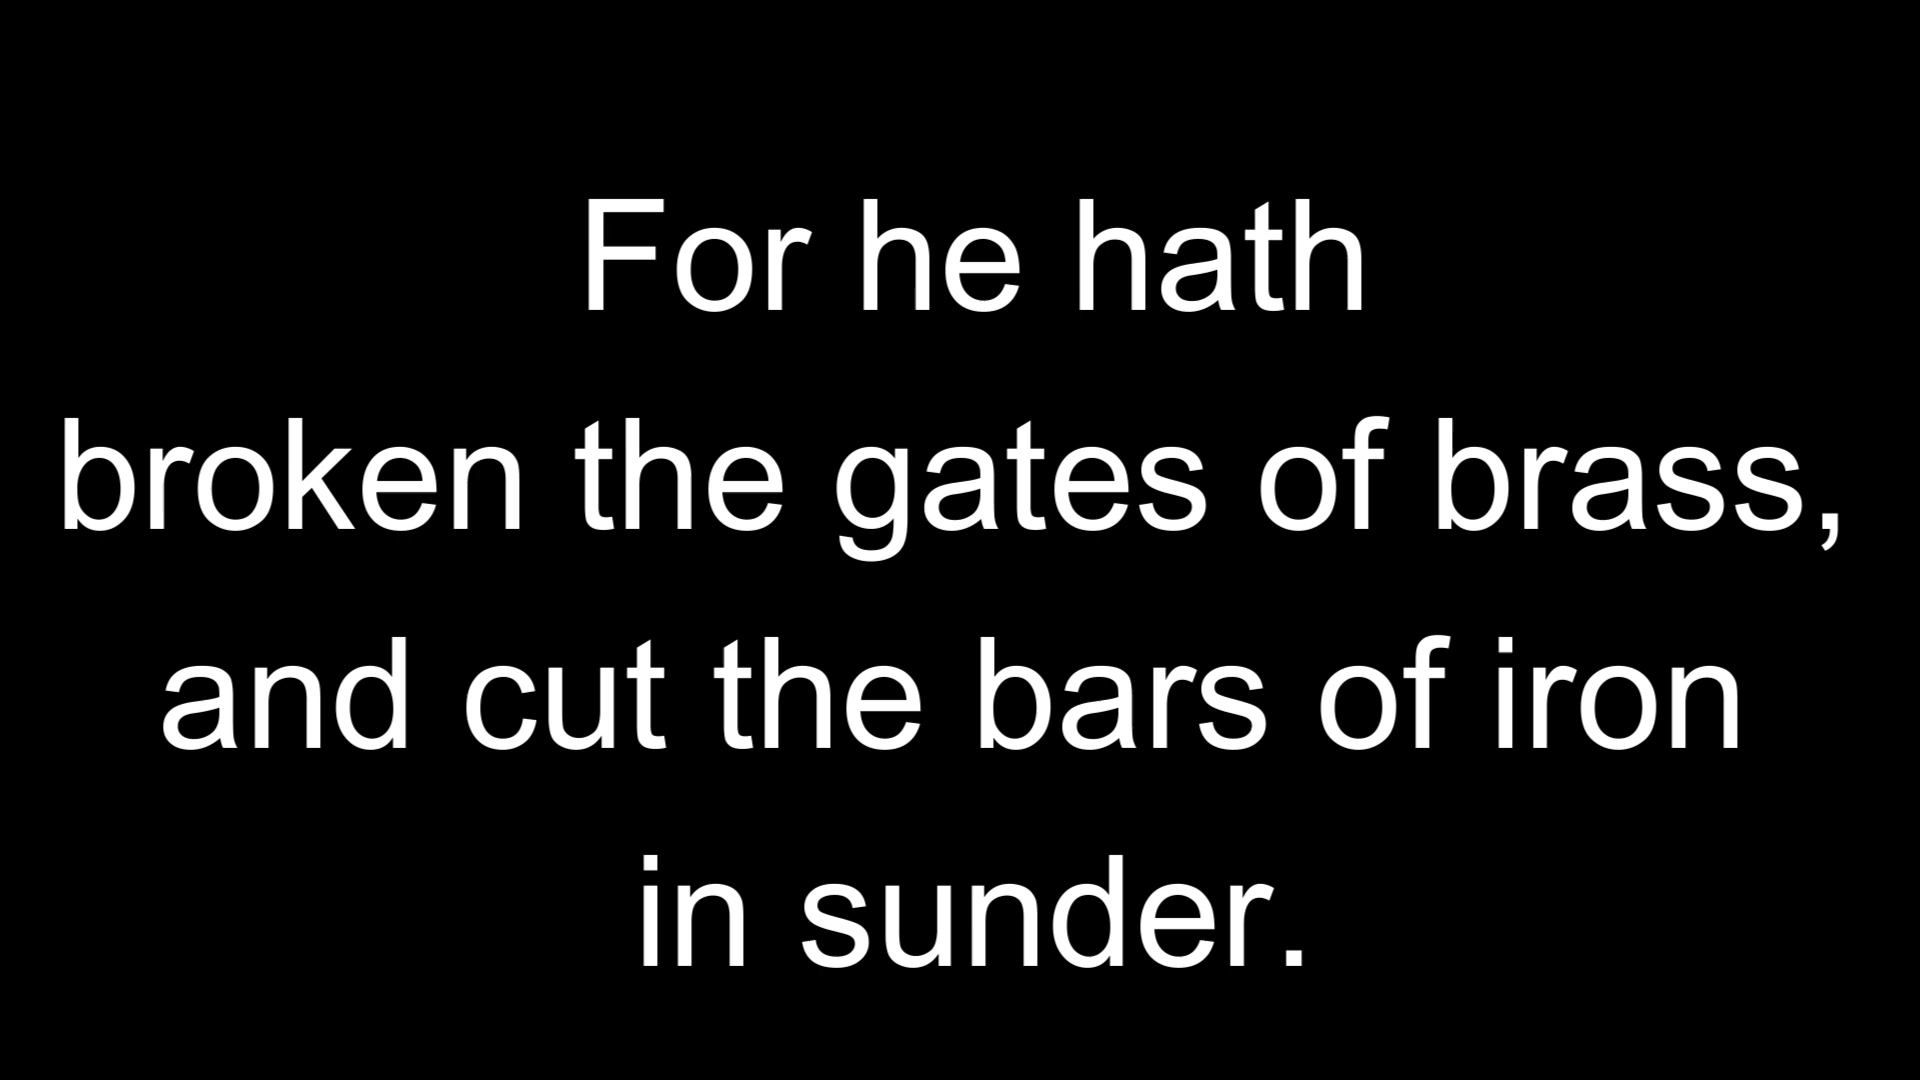 For he hath
broken the gates of brass,
and cut the bars of iron
in sunder.